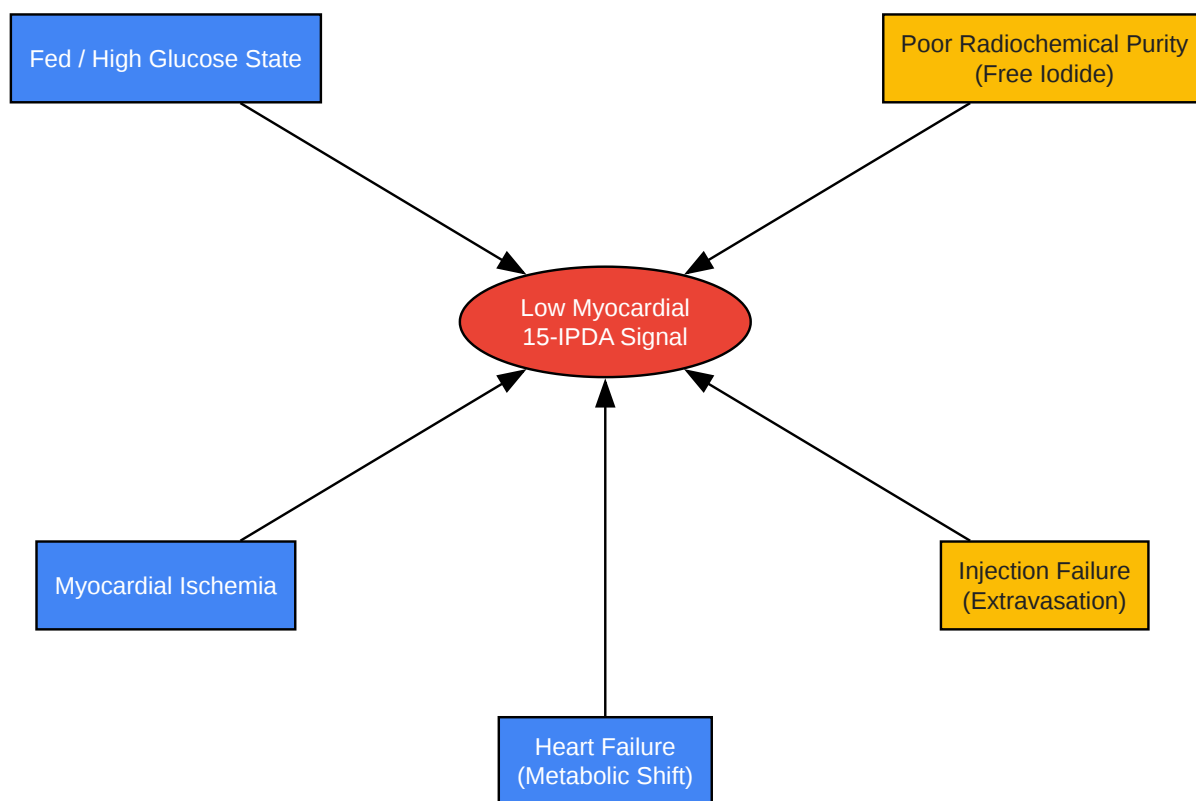 Fed / High Glucose State
Poor Radiochemical Purity
(Free Iodide)
Low Myocardial
15-IPDA Signal
Myocardial Ischemia
Injection Failure
(Extravasation)
Heart Failure
(Metabolic Shift)